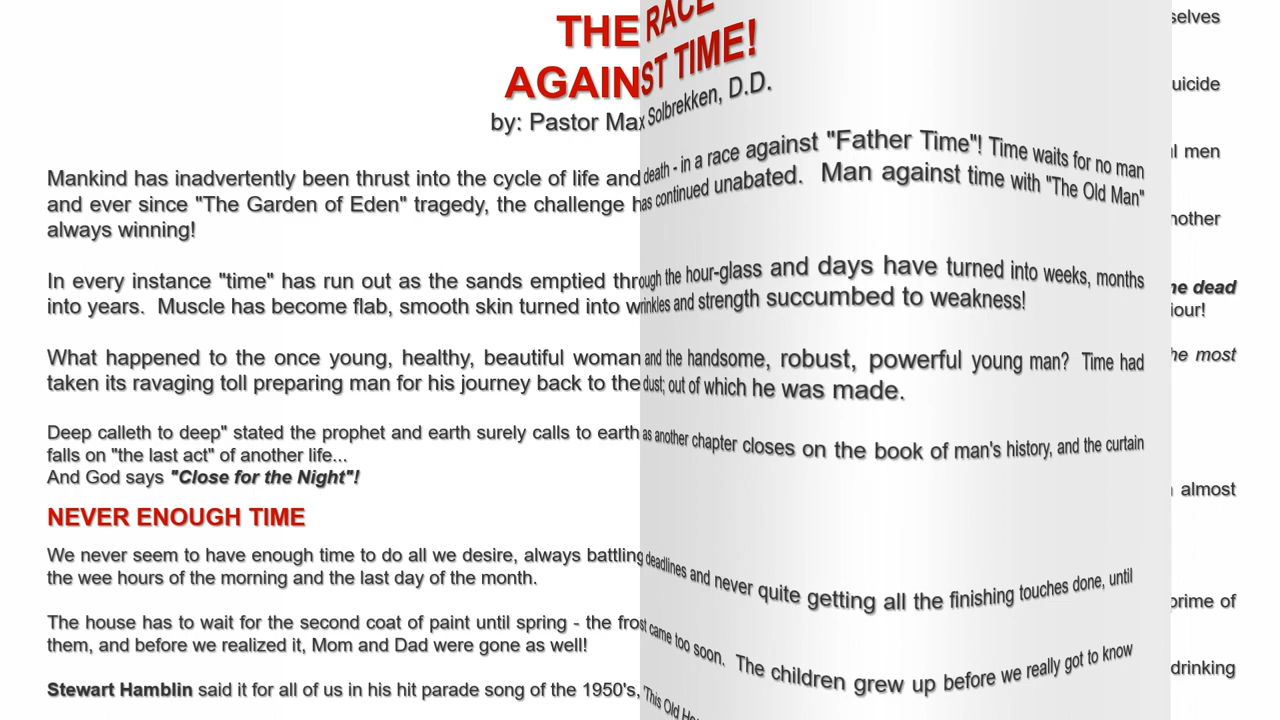 THE RACE
AGAINST TIME!
by: Pastor Max Solbrekken, D.D.
Mankind has inadvertently been thrust into the cycle of life and death - in a race against "Father Time"! Time waits for no man
and ever since "The Garden of Eden" tragedy, the challenge has continued unabated. Man against time with "The Old Man"
always winning!
In every instance "time" has run out as the sands emptied through the hour-glass and days have turned into weeks, months
into years. Muscle has become flab, smooth skin turned into wrinkles and strength succumbed to weakness!
What happened to the once young, healthy, beautiful woman and the handsome, robust, powerful young man? Time had
taken its ravaging toll preparing man for his journey back to the dust; out of which he was made.
Deep calleth to deep" stated the prophet and earth surely calls to earth as another chapter closes on the book of man's history, and the curtain
falls on "the last act" of another life...
And God says "Close for the Night"!
NEVER ENOUGH TIME
We never seem to have enough time to do all we desire, always battling deadlines and never quite getting all the finishing touches done, until
the wee hours of the morning and the last day of the month.
The house has to wait for the second coat of paint until spring - the frost came too soon. The children grew up before we really got to know
them, and before we realized it, Mom and Dad were gone as well!
Stewart Hamblin said it for all of us in his hit parade song of the 1950's, 'This Old
selves
uicide
men
nother
dead
iour!
most
almost
prime of
drinking